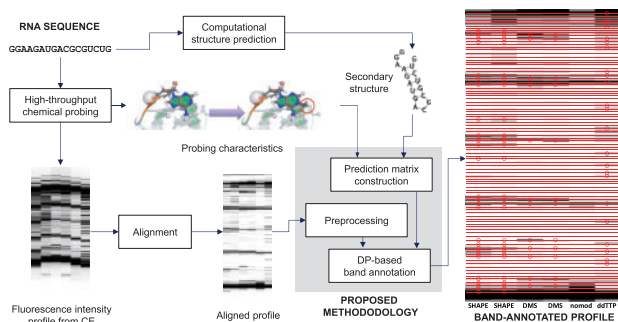 RNA SEQUENCE
GGAAGAUGACGCGUCUG
Computational
structure prediction
Secondary
structure
High-throughput
chemical probing
Probing characteristics
Prediction matrix
construction
Preprocessing
Alignment
DP-based
band annotation
Fluorescence intensity
profile from CE
Aligned profile
PROPOSED
METHODODOLOGY
SHAPE SHAPE DMS DMS nomod ddTTP
BAND-ANNOTATED PROFILE